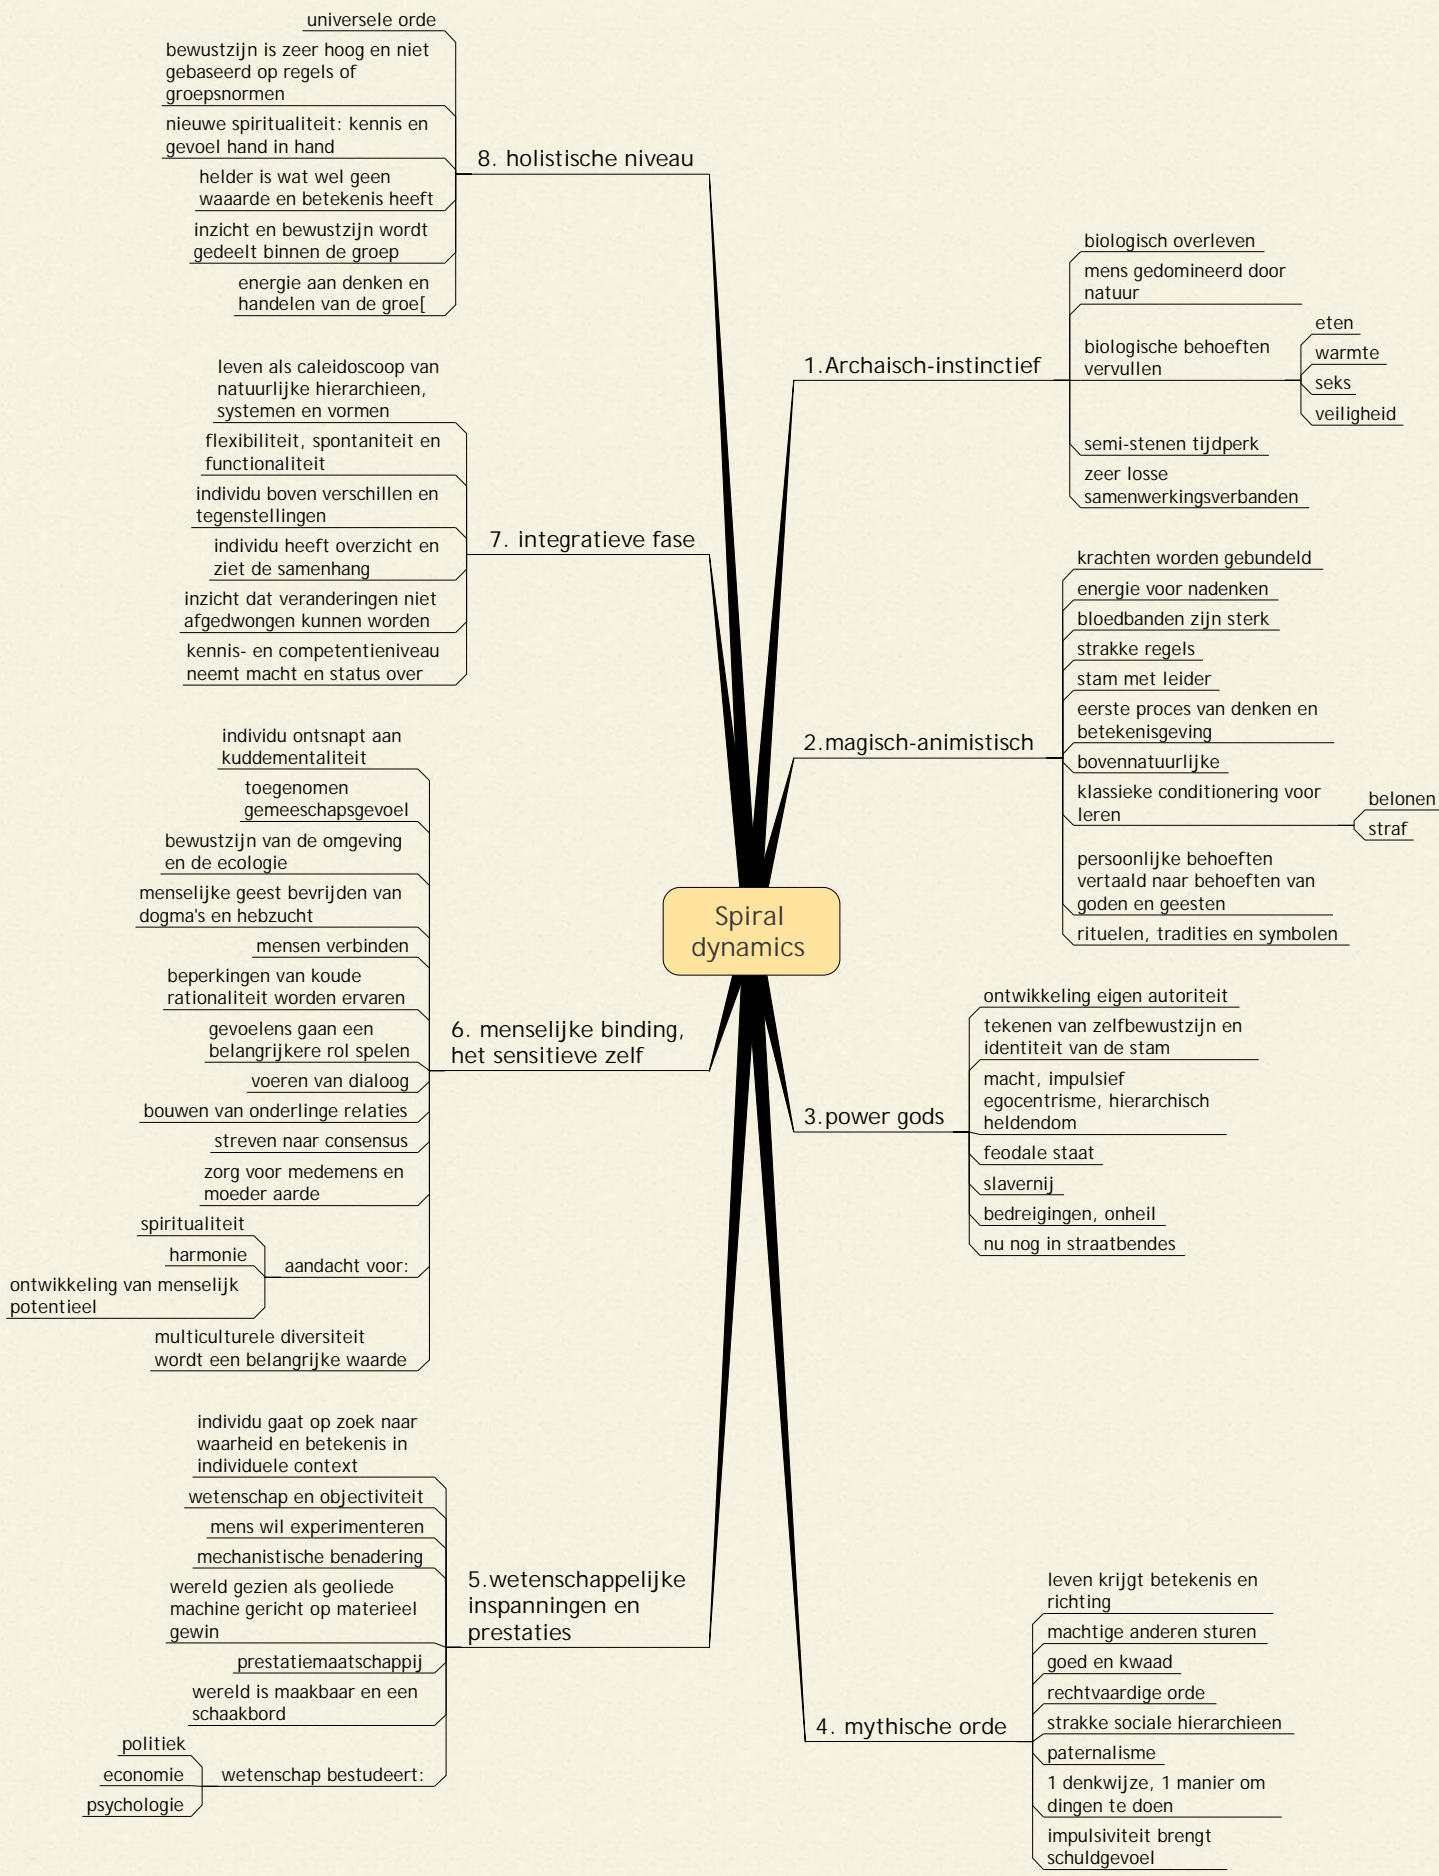 Spiral
dynamics
1.Archaisch-instinctief
biologisch overleven
mens gedomineerd door
natuur
biologische behoeften
vervullen
eten
warmte
seks
veiligheid
semi-stenen tijdperk
zeer losse
samenwerkingsverbanden
2.magisch-animistisch
krachten worden gebundeld
energie voor nadenken
bloedbanden zijn sterk
strakke regels
stam met leider
eerste proces van denken en
betekenisgeving
bovennatuurlijke
klassieke conditionering voor
leren
belonen
straf
persoonlijke behoeften
vertaald naar behoeften van
goden en geesten
rituelen, tradities en symbolen
3.power gods
ontwikkeling eigen autoriteit
tekenen van zelfbewustzijn en
identiteit van de stam
macht, impulsief
egocentrisme, hierarchisch
heldendom
feodale staat
slavernij
bedreigingen, onheil
nu nog in straatbendes
4. mythische orde
leven krijgt betekenis en
richting
machtige anderen sturen
goed en kwaad
rechtvaardige orde
strakke sociale hierarchieen
paternalisme
1 denkwijze, 1 manier om
dingen te doen
impulsiviteit brengt
schuldgevoel
5.wetenschappelijke
inspanningen en
prestaties
individu gaat op zoek naar
waarheid en betekenis in
individuele context
wetenschap en objectiviteit
mens wil experimenteren
mechanistische benadering
wereld gezien als geoliede
machine gericht op materieel
gewin
prestatiemaatschappij
wereld is maakbaar en een
schaakbord
wetenschap bestudeert:
politiek
economie
psychologie
6. menselijke binding,
het sensitieve zelf
individu ontsnapt aan
kuddementaliteit
toegenomen
gemeeschapsgevoel
bewustzijn van de omgeving
en de ecologie
menselijke geest bevrijden van
dogma's en hebzucht
mensen verbinden
beperkingen van koude
rationaliteit worden ervaren
gevoelens gaan een
belangrijkere rol spelen
voeren van dialoog
bouwen van onderlinge relaties
streven naar consensus
zorg voor medemens en
moeder aarde
aandacht voor:
spiritualiteit
harmonie
ontwikkeling van menselijk
potentieel
multiculturele diversiteit
wordt een belangrijke waarde
7. integratieve fase
leven als caleidoscoop van
natuurlijke hierarchieen,
systemen en vormen
flexibiliteit, spontaniteit en
functionaliteit
individu boven verschillen en
tegenstellingen
individu heeft overzicht en
ziet de samenhang
inzicht dat veranderingen niet
afgedwongen kunnen worden
kennis- en competentieniveau
neemt macht en status over
8. holistische niveau
universele orde
bewustzijn is zeer hoog en niet
gebaseerd op regels of
groepsnormen
nieuwe spiritualiteit: kennis en
gevoel hand in hand
helder is wat wel geen
waaarde en betekenis heeft
inzicht en bewustzijn wordt
gedeelt binnen de groep
energie aan denken en
handelen van de groe[